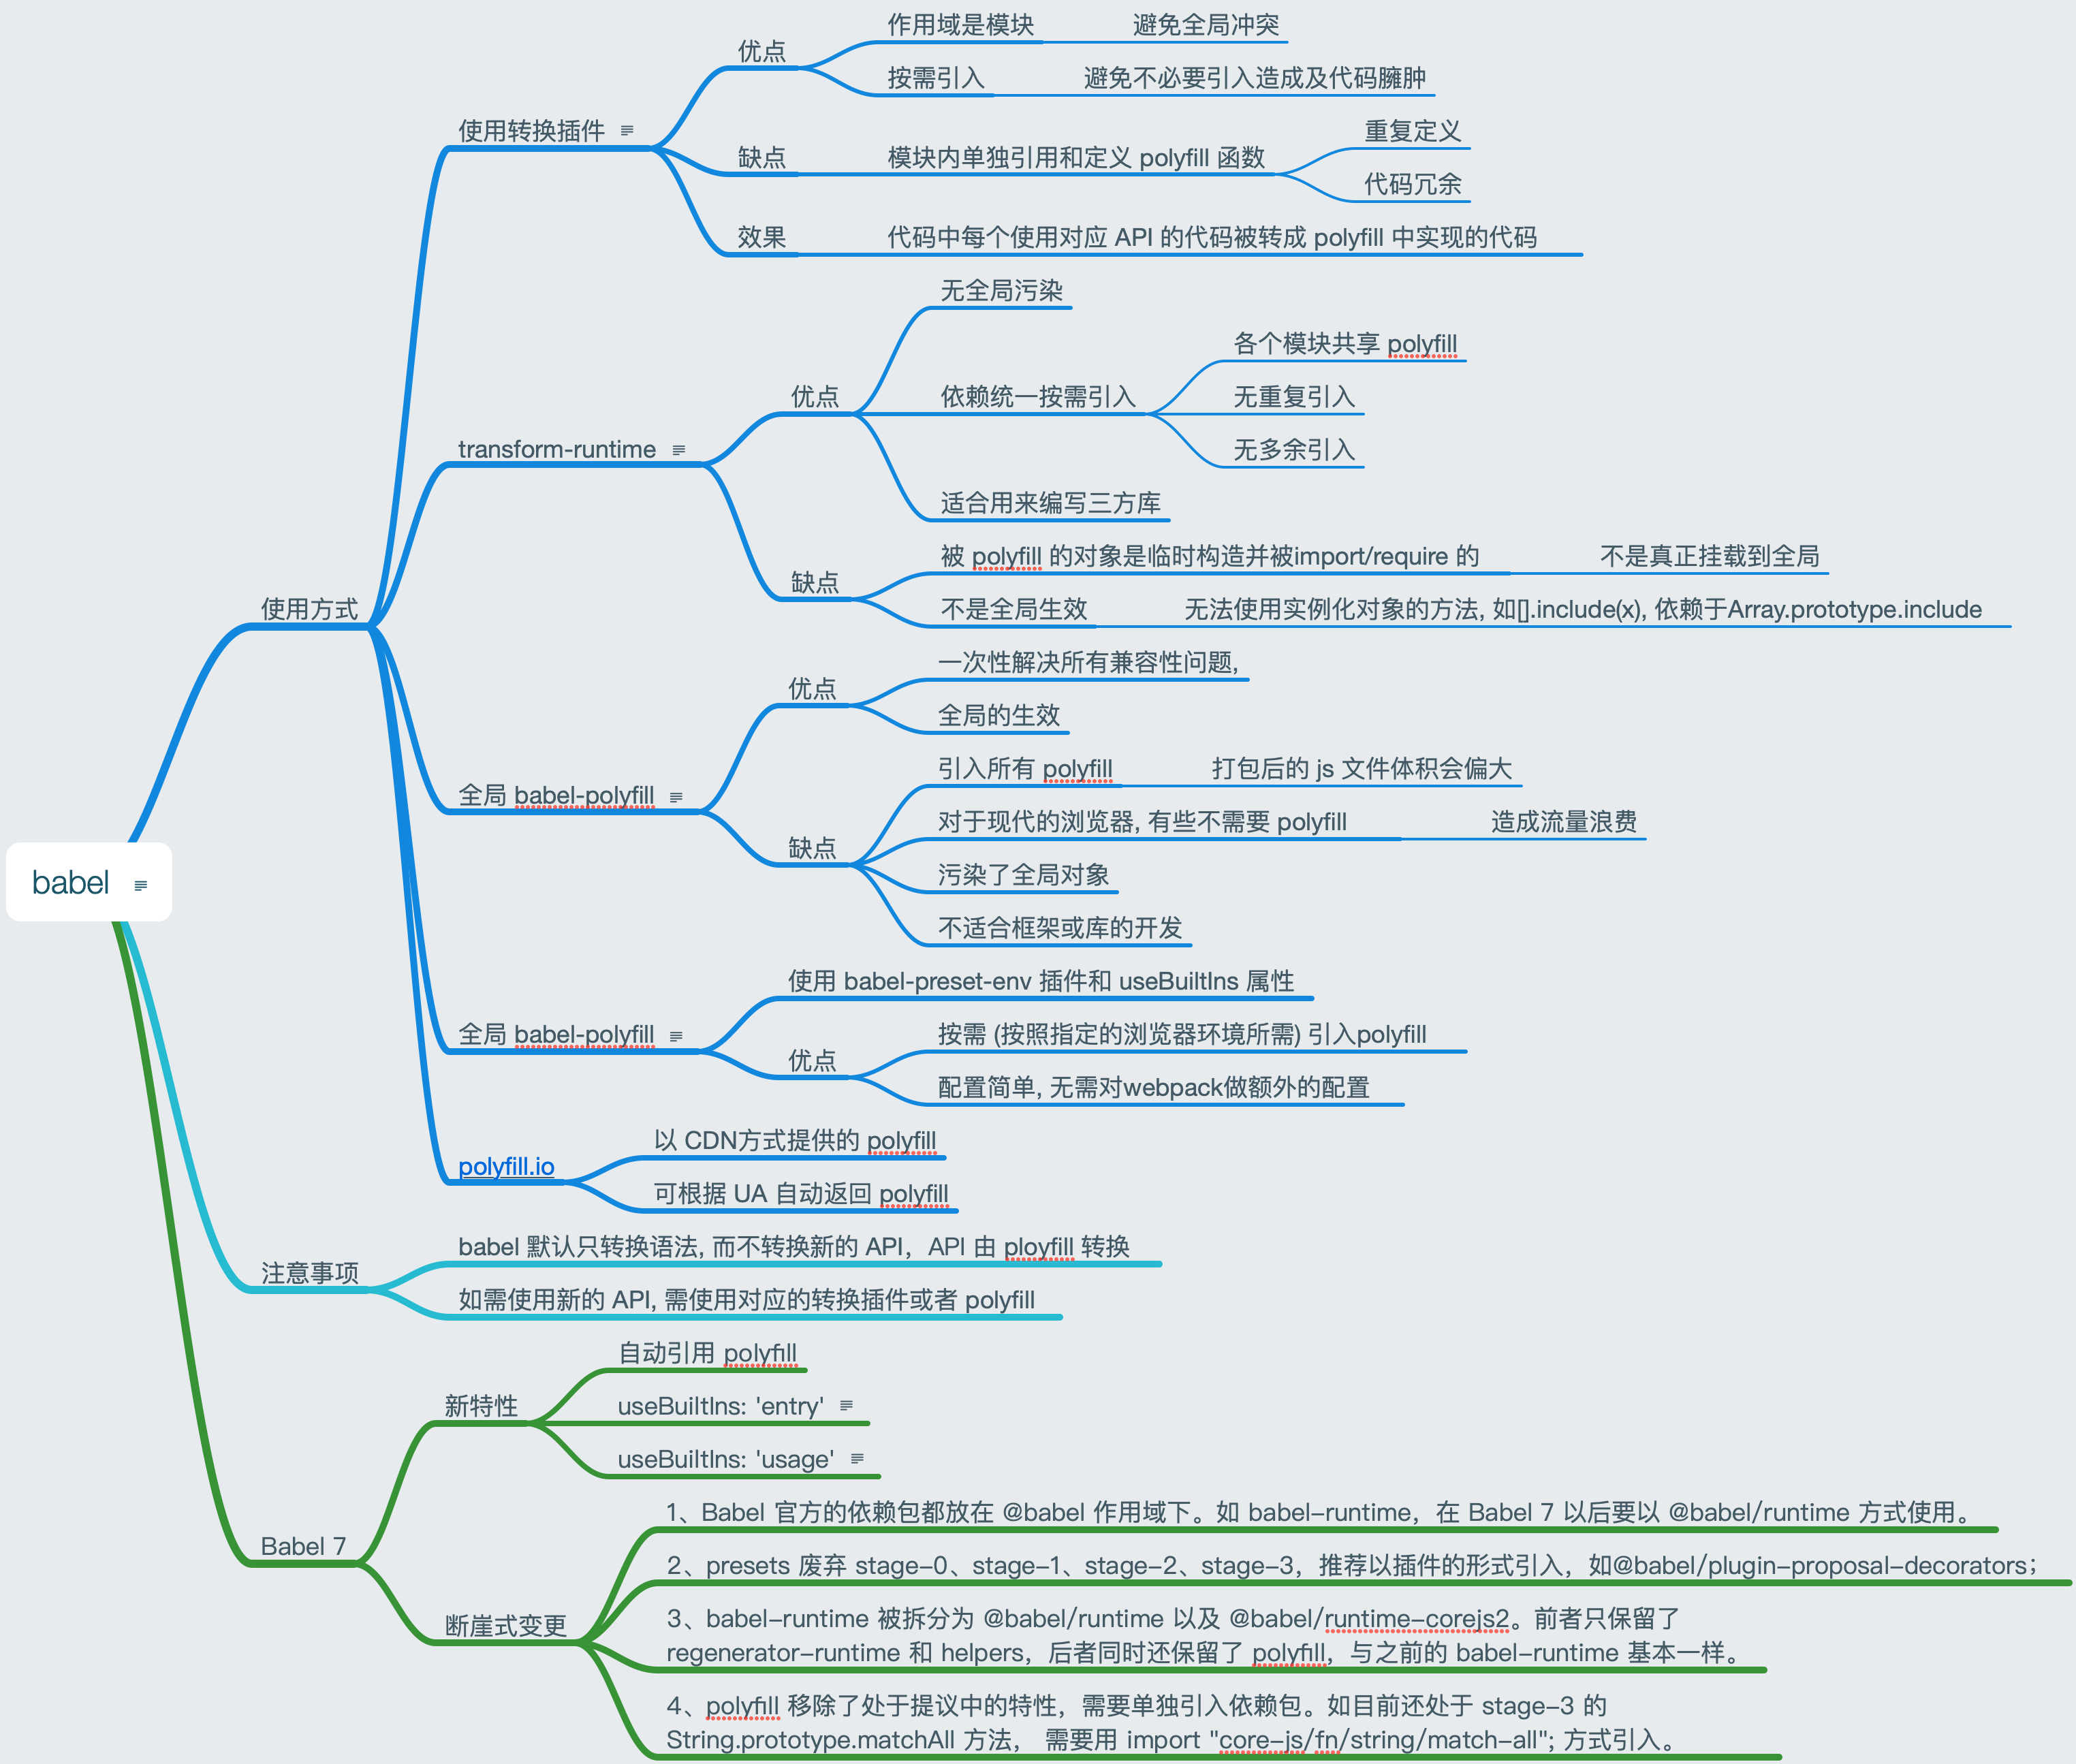 babel
使用方式
使用转换插件
优点
作用域是模块
避免全局冲突
按需引入
避免不必要引入造成及代码臃肿
缺点
模块内单独引用和定义 polyfill 函数
重复定义
代码冗余
效果
代码中每个使用对应 API 的代码被转成 polyfill 中实现的代码
transform-runtime
优点
无全局污染
依赖统一按需引入
各个模块共享 polyfill
无重复引入
无多余引入
适合用来编写三方库
缺点
被 polyfill 的对象是临时构造并被import/require 的
不是真正挂载到全局
不是全局生效
无法使用实例化对象的方法, 如[].include(x), 依赖于Array.prototype.include
全局 babel-polyfill
优点
一次性解决所有兼容性问题,
全局的生效
缺点
引入所有 polyfill
打包后的 js 文件体积会偏大
对于现代的浏览器, 有些不需要 polyfill
造成流量浪费
污染了全局对象
不适合框架或库的开发
全局 babel-polyfill
使用 babel-preset-env 插件和 useBuiltIns 属性
优点
按需 (按照指定的浏览器环境所需) 引入polyfill
配置简单, 无需对webpack做额外的配置
polyfill.io
以 CDN方式提供的 polyfill
可根据 UA 自动返回 polyfill
注意事项
babel 默认只转换语法, 而不转换新的 API，API 由 ployfill 转换
如需使用新的 API, 需使用对应的转换插件或者 polyfill
Babel 7
新特性
自动引用 polyfill
useBuiltIns: 'entry'
useBuiltIns: 'usage'
断崖式变更
1、Babel 官方的依赖包都放在 @babel 作用域下。如 babel-runtime，在 Babel 7 以后要以 @babel/runtime 方式使用。
2、presets 废弃 stage-0、stage-1、stage-2、stage-3，推荐以插件的形式引入，如@babel/plugin-proposal-decorators；
3、babel-runtime 被拆分为 @babel/runtime 以及 @babel/runtime-corejs2。前者只保留了
regenerator-runtime 和 helpers，后者同时还保留了 polyfill，与之前的 babel-runtime 基本一样。
4、polyfill 移除了处于提议中的特性，需要单独引入依赖包。如目前还处于 stage-3 的
String.prototype.matchAll 方法， 需要用 import "core-js/fn/string/match-all"; 方式引入。